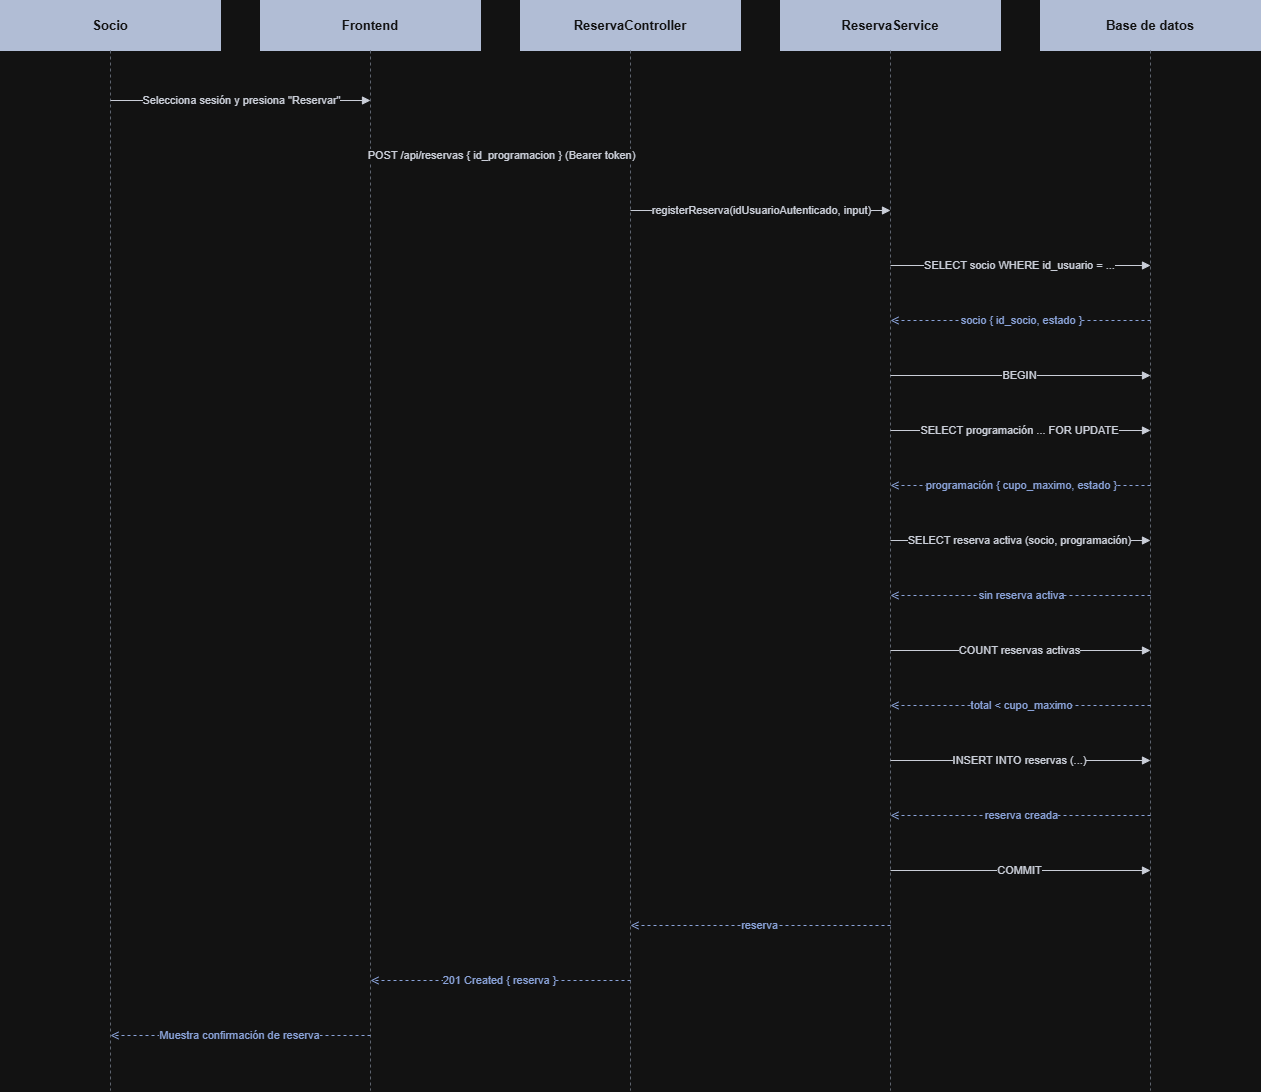 Socio
Frontend
ReservaController
ReservaService
Base de datos
Selecciona sesión y presiona "Reservar"
POST /api/reservas { id_programacion } (Bearer token)
registerReserva(idUsuarioAutenticado, input)
SELECT socio WHERE id_usuario = ...
socio { id_socio, estado }
BEGIN
SELECT programación ... FOR UPDATE
programación { cupo_maximo, estado }
SELECT reserva activa (socio, programación)
sin reserva activa
COUNT reservas activas
total < cupo_maximo
INSERT INTO reservas (...)
reserva creada
COMMIT
reserva
201 Created { reserva }
Muestra confirmación de reserva